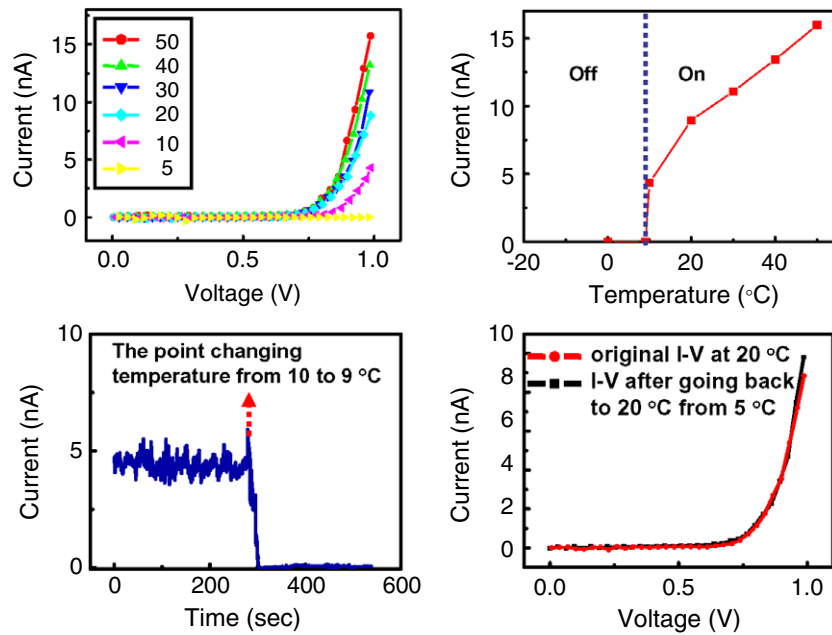 15
10
5
0
Current (nA)
50
40
30
20
10
5
0.0
0.5
1.0
Voltage (V)
15
10
5
0
Current (nA)
Off
On
-20
0
20
40
Temperature (°C)
10
5
0
Current (nA)
The point changing
temperature from 10 to 9 °C
0
200
400
600
Time (sec)
10
8
6
4
2
0
Current (nA)
original I-V at 20 °C
I-V after going back
to 20 °C from 5 °C
0.0
0.5
1.0
Voltage (V)